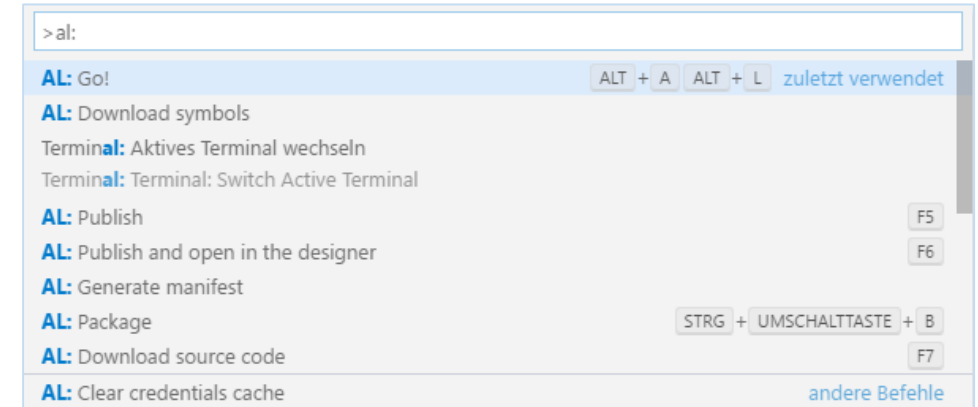 >al:
AL: Go! ALT + A ALT + L zuletzt verwendet
AL: Download symbols
Terminal: Aktives Terminal wechseln
Terminal: Terminal: Switch Active Terminal
AL: Publish F5
AL: Publish and open in the designer F6
AL: Generate manifest
AL: Package STRG + UMSCHALTTASTE + B
AL: Download source code F7
AL: Clear credentials cache andere Befehle